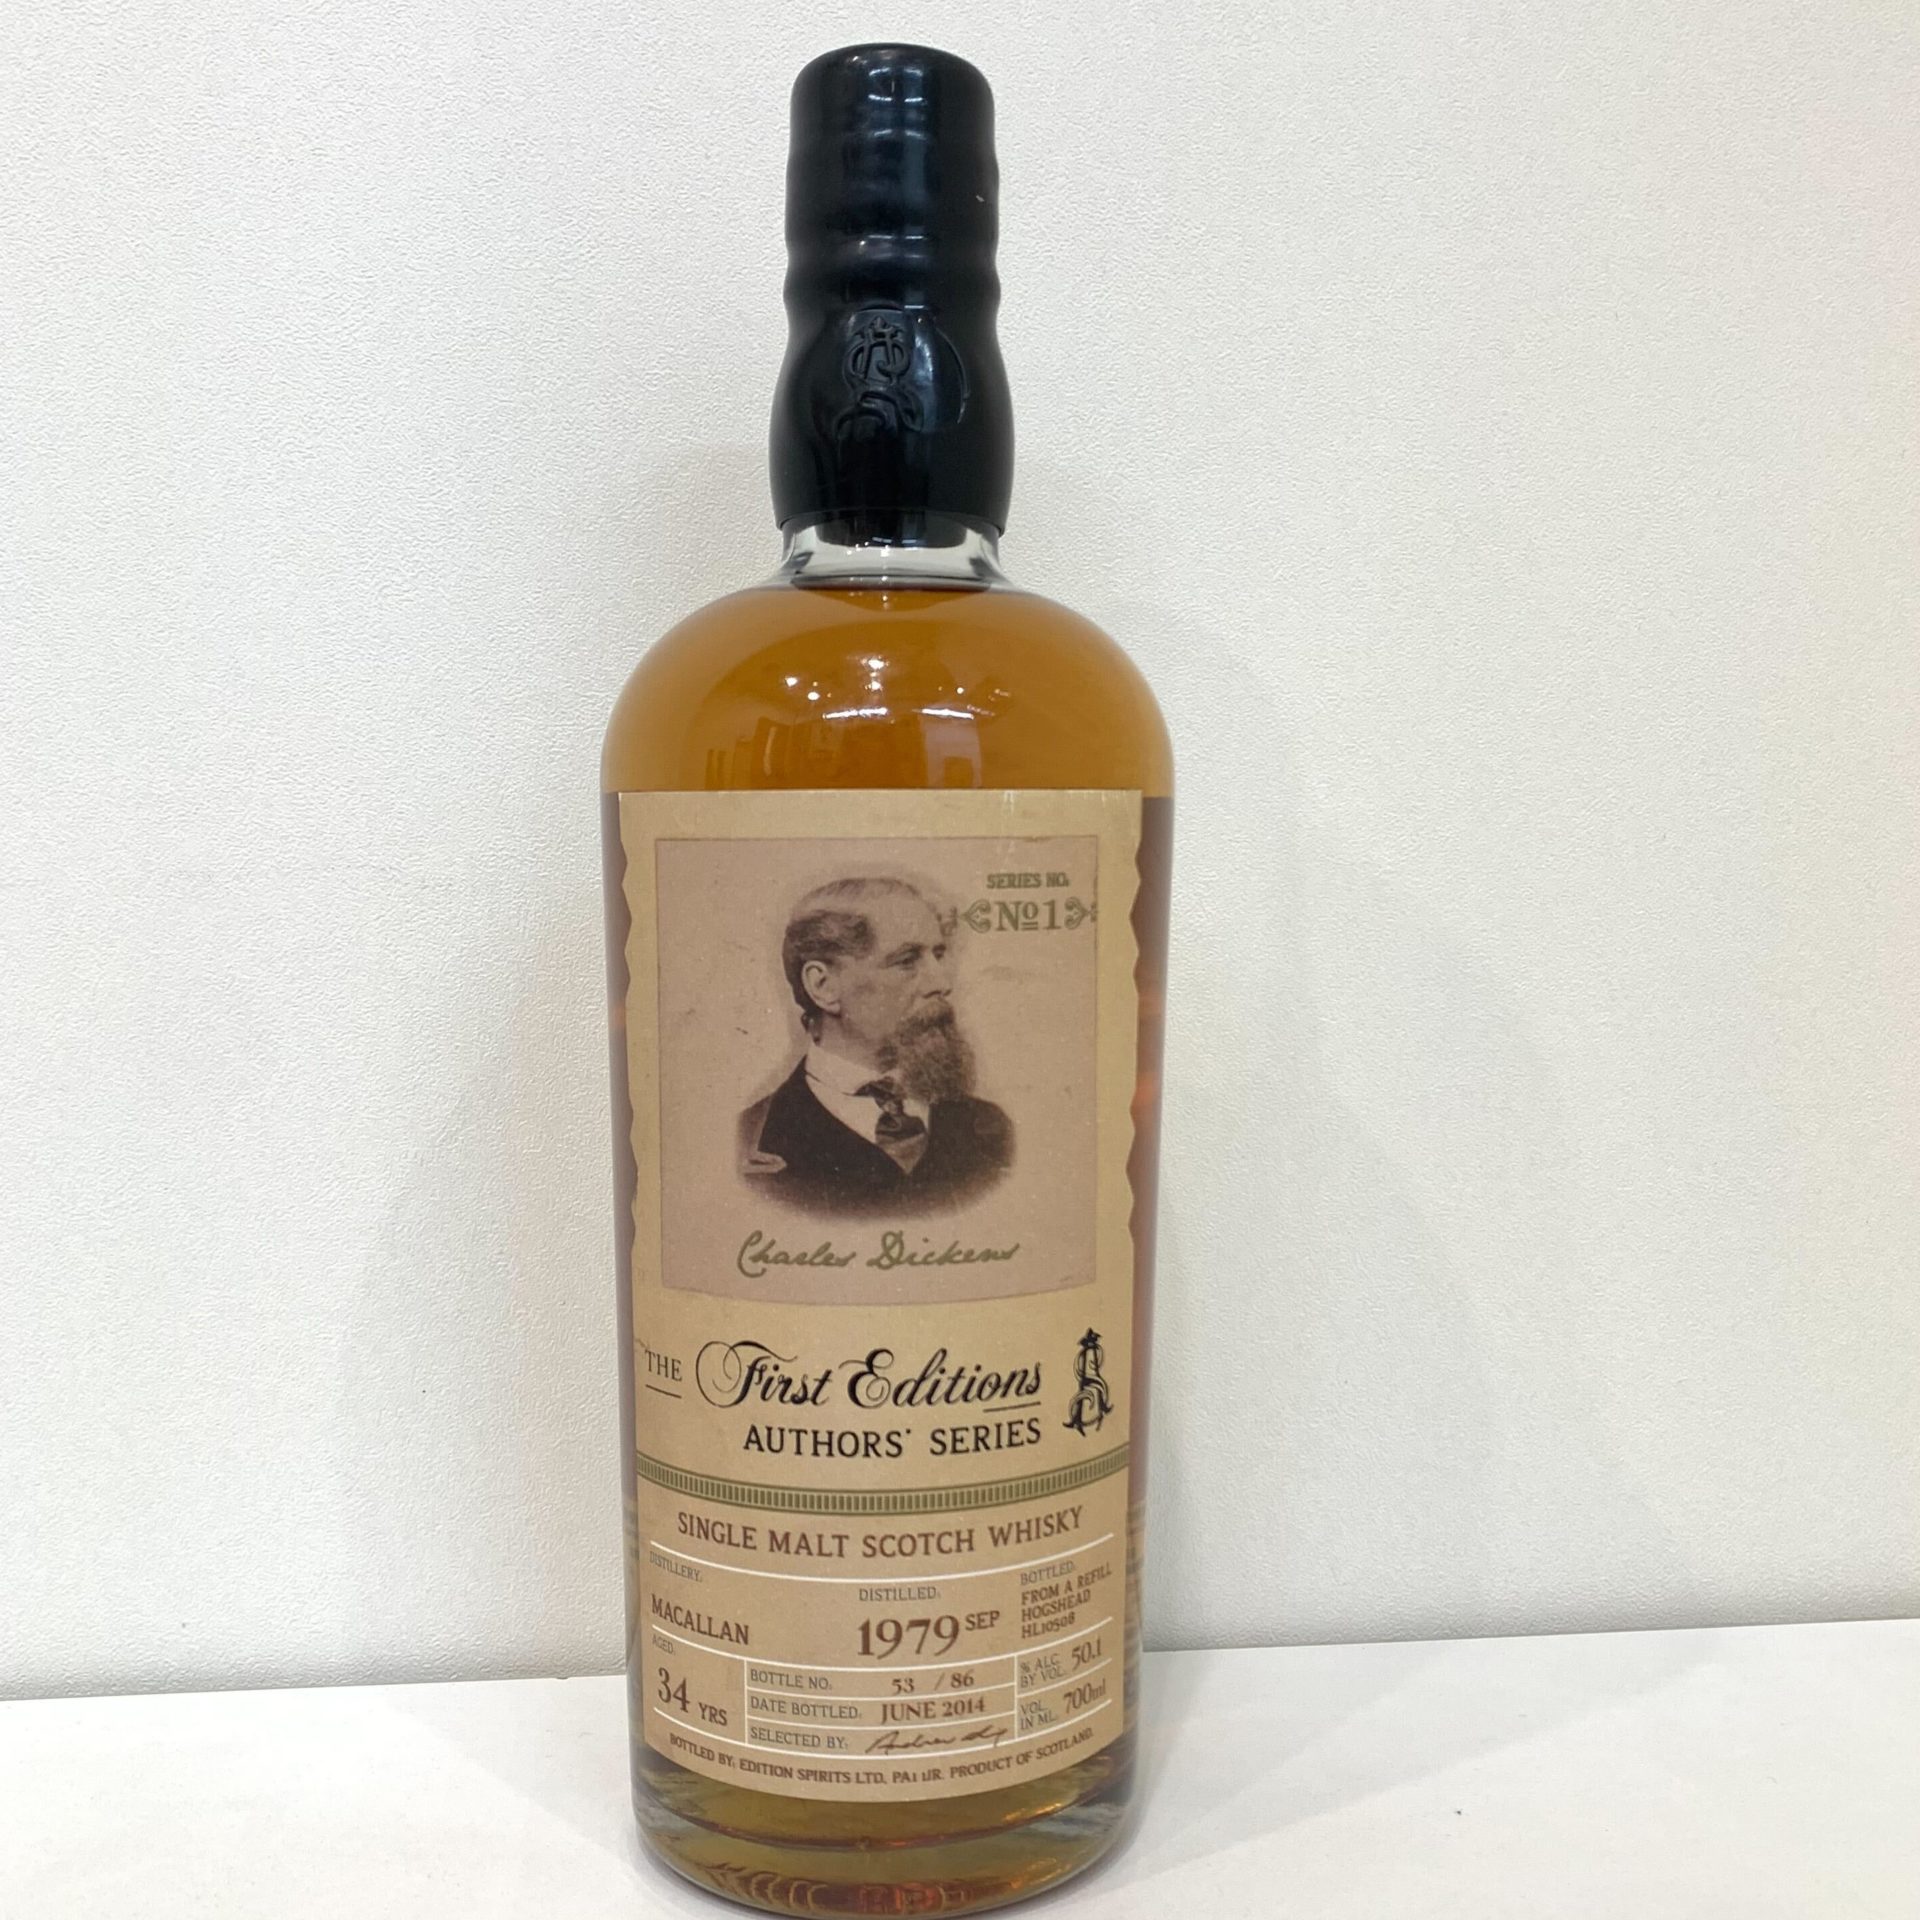 SERIES NO.
Nº1
Charles Dickens
THE First Editions
AUTHORS' SERIES
SINGLE MALT SCOTCH WHISKY
DISTILLERY:
MACALLAN
DISTILLED:
1979 SEP
BOTTLED:
FROM A REFILL
HOGSHEAD
HL10508
AGED:
34 YRS
BOTTLE NO: 53 / 86
DATE BOTTLED: JUNE 2014
SELECTED BY: Andrew
% ALC. BY VOL. 50.1
VOL. IN ML. 700ml
BOTTLED BY: EDITION SPIRITS LTD, PA1 1JR. PRODUCT OF SCOTLAND.